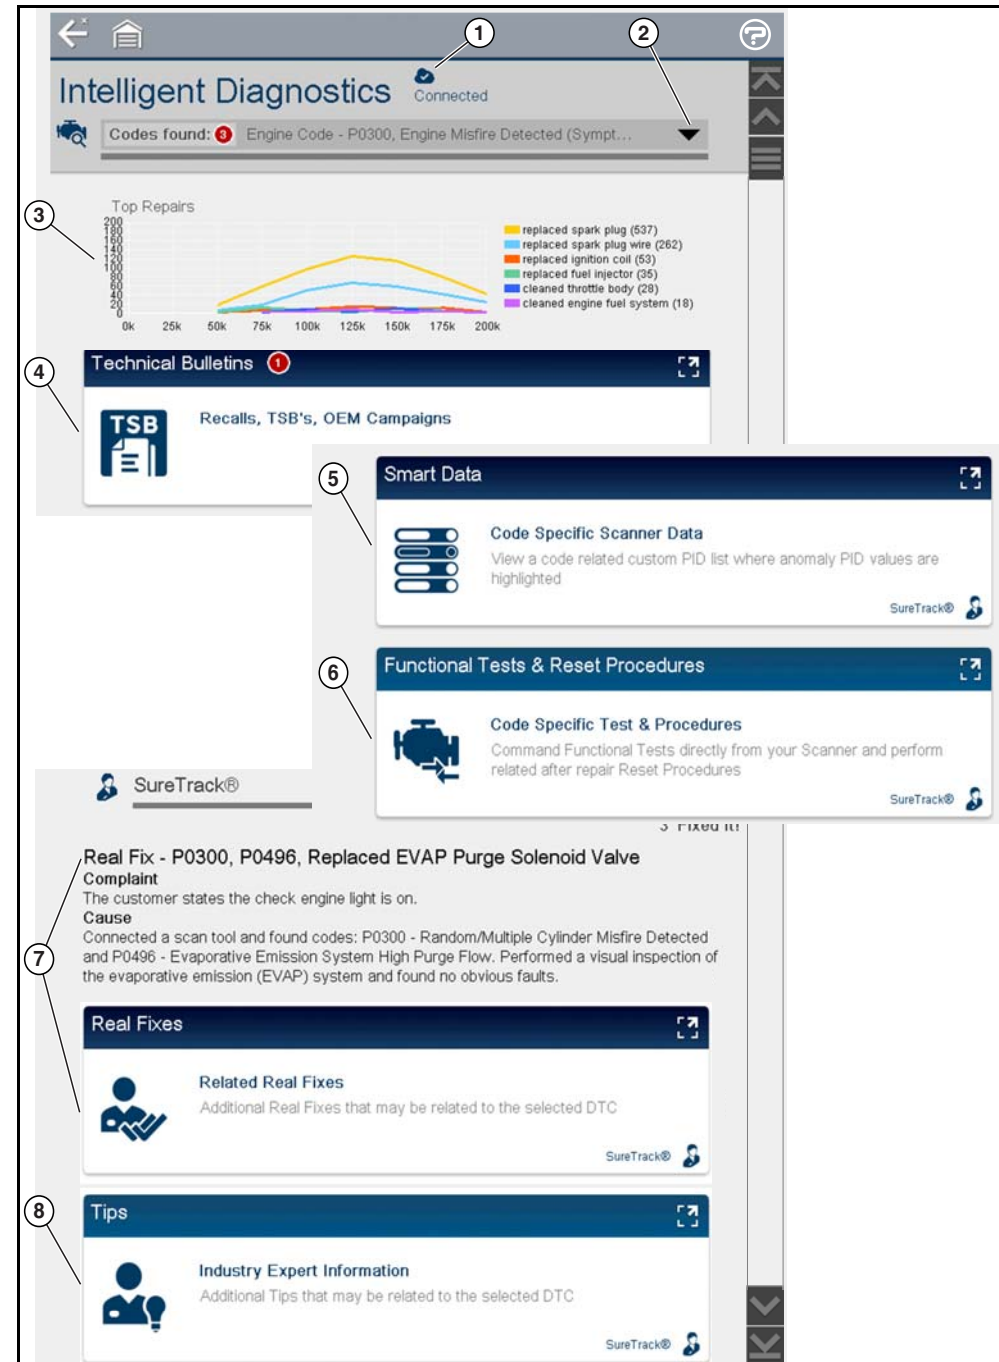 1
2
Intelligent Diagnostics
Connected
Codes found: 3 Engine Code - P0300, Engine Misfire Detected (Sympt...
3
Top Repairs
200
180
160
140
120
100
80
60
40
20
0
0k 25k 50k 75k 100k 125k 150k 175k 200k
replaced spark plug (537)
replaced spark plug wire (262)
replaced ignition coil (53)
replaced fuel injector (35)
cleaned throttle body (28)
cleaned engine fuel system (18)
4
Technical Bulletins 1
TSB
Recalls, TSB's, OEM Campaigns
5
Smart Data
Code Specific Scanner Data
View a code related custom PID list where anomaly PID values are
highlighted
SureTrack®
6
Functional Tests & Reset Procedures
Code Specific Test & Procedures
Command Functional Tests directly from your Scanner and perform
related after repair Reset Procedures
SureTrack®
SureTrack®
3 Fixed It!
Real Fix - P0300, P0496, Replaced EVAP Purge Solenoid Valve
Complaint
The customer states the check engine light is on.
Cause
Connected a scan tool and found codes: P0300 - Random/Multiple Cylinder Misfire Detected
and P0496 - Evaporative Emission System High Purge Flow. Performed a visual inspection of
the evaporative emission (EVAP) system and found no obvious faults.
7
Real Fixes
Related Real Fixes
Additional Real Fixes that may be related to the selected DTC
SureTrack®
8
Tips
Industry Expert Information
Additional Tips that may be related to the selected DTC
SureTrack®